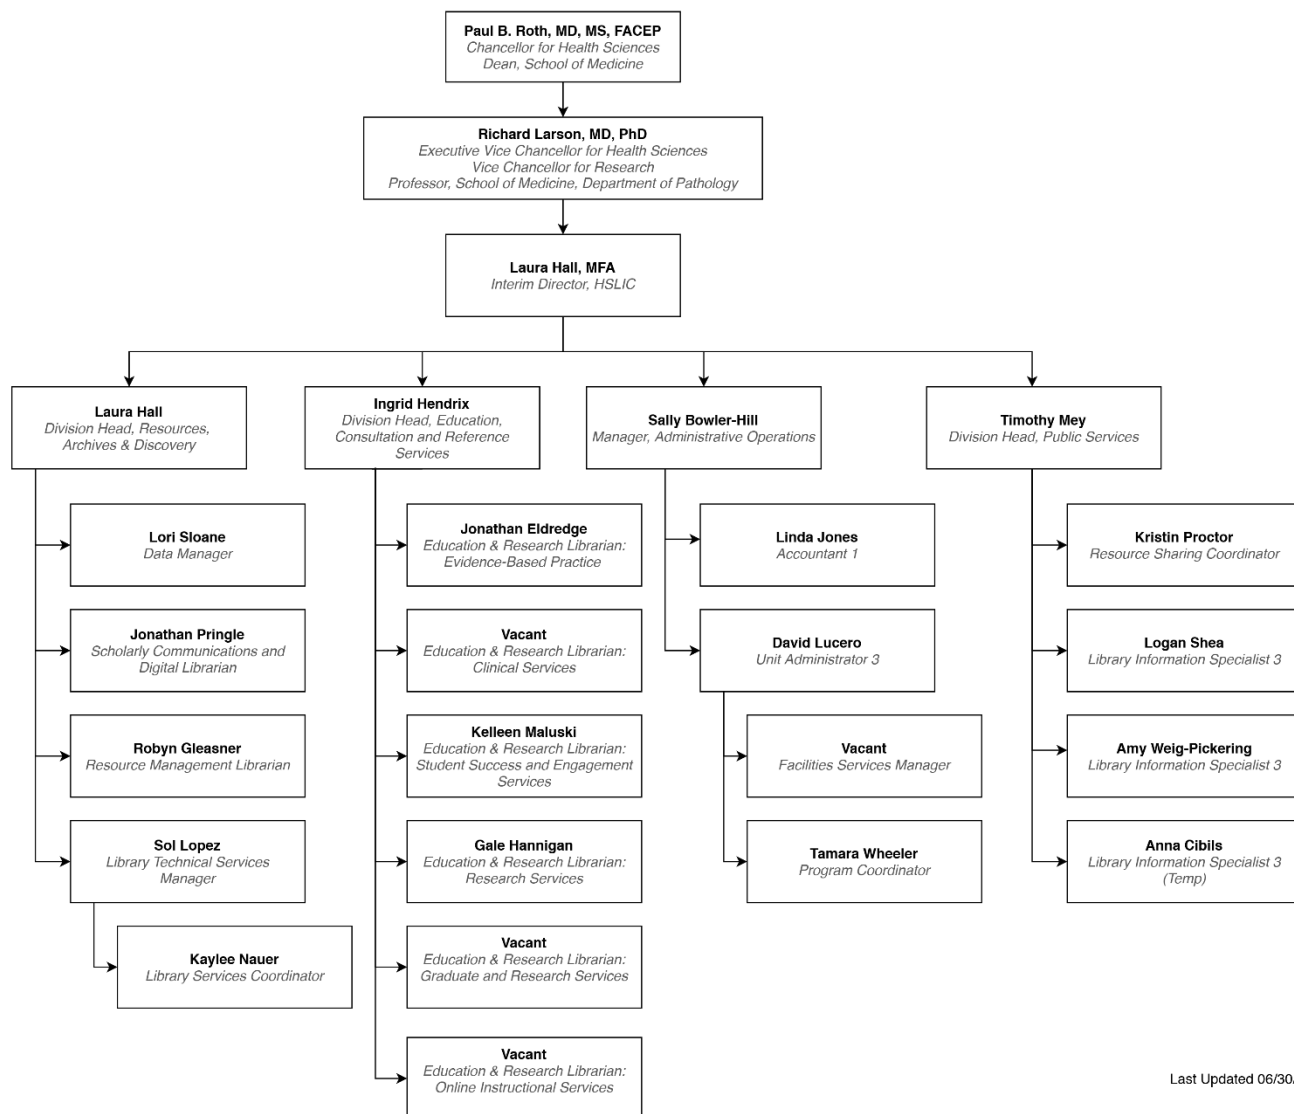 Paul B. Roth, MD, MS, FACEP
Chancellor for Health Sciences
Dean, School of Medicine
Richard Larson, MD, PhD
Executive Vice Chancellor for Health Sciences
Vice Chancellor for Research
Professor, School of Medicine, Department of Pathology
Laura Hall, MFA
Interim Director, HSLIC
Laura Hall
Division Head, Resources,
Archives & Discovery
Lori Sloane
Data Manager
Jonathan Pringle
Scholarly Communications and
Digital Librarian
Robyn Gleasner
Resource Management Librarian
Sol Lopez
Library Technical Services
Manager
Kaylee Nauer
Library Services Coordinator
Ingrid Hendrix
Division Head, Education,
Consultation and Reference
Services
Jonathan Eldredge
Education & Research Librarian:
Evidence-Based Practice
Vacant
Education & Research Librarian:
Clinical Services
Kelleen Maluski
Education & Research Librarian:
Student Success and Engagement
Services
Gale Hannigan
Education & Research Librarian:
Research Services
Vacant
Education & Research Librarian:
Graduate and Research Services
Vacant
Education & Research Librarian:
Online Instructional Services
Sally Bowler-Hill
Manager, Administrative Operations
Linda Jones
Accountant 1
David Lucero
Unit Administrator 3
Vacant
Facilities Services Manager
Tamara Wheeler
Program Coordinator
Timothy Mey
Division Head, Public Services
Kristin Proctor
Resource Sharing Coordinator
Logan Shea
Library Information Specialist 3
Amy Weig-Pickering
Library Information Specialist 3
Anna Cibils
Library Information Specialist 3
(Temp)
Last Updated 06/30/